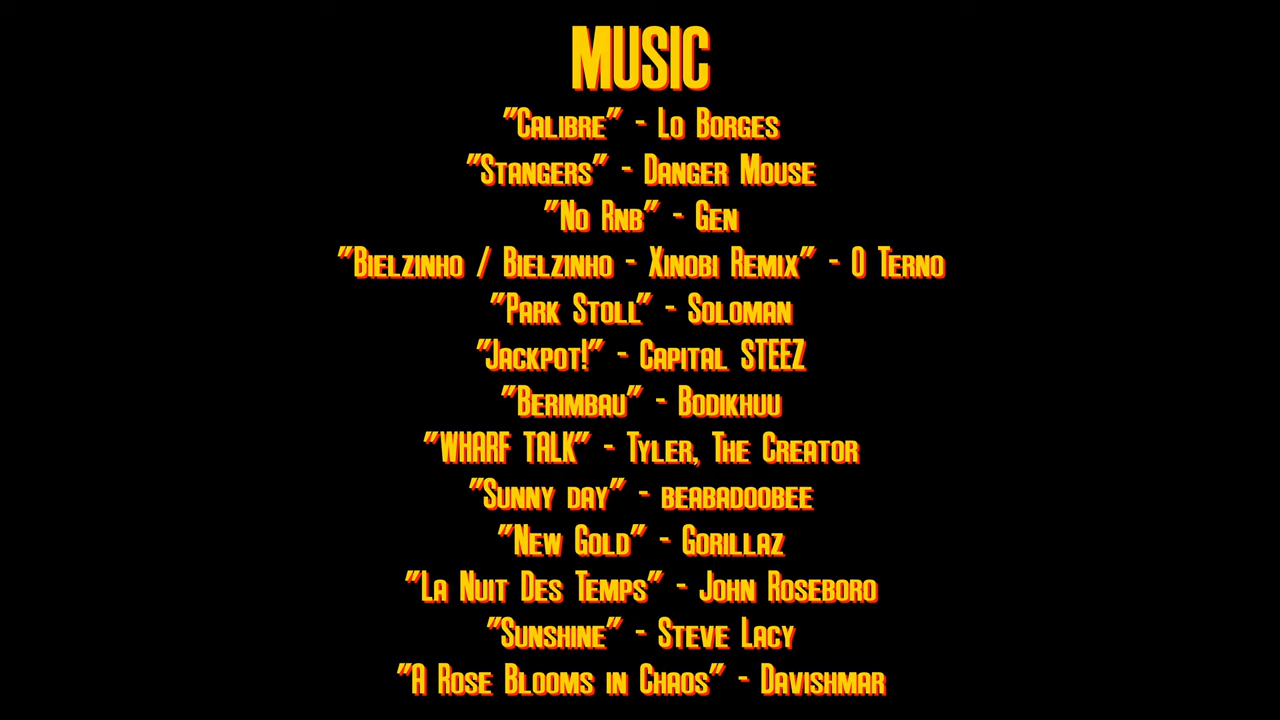 MUSIC
"Calibre" - Lo Borges
"Stangers" - Danger Mouse
"No Rnb" - Gen
"Bielzinho / Bielzinho - Xinobi Remix" - O Terno
"Park Stoll" - Soloman
"Jackpot!" - Capital STEEZ
"Berimbau" - Bodikhuu
"WHARF TALK" - Tyler, The Creator
"Sunny day" - beabadoobee
"New Gold" - Gorillaz
"La Nuit Des Temps" - John Roseboro
"Sunshine" - Steve Lacy
"A Rose Blooms in Chaos" - Davishmar